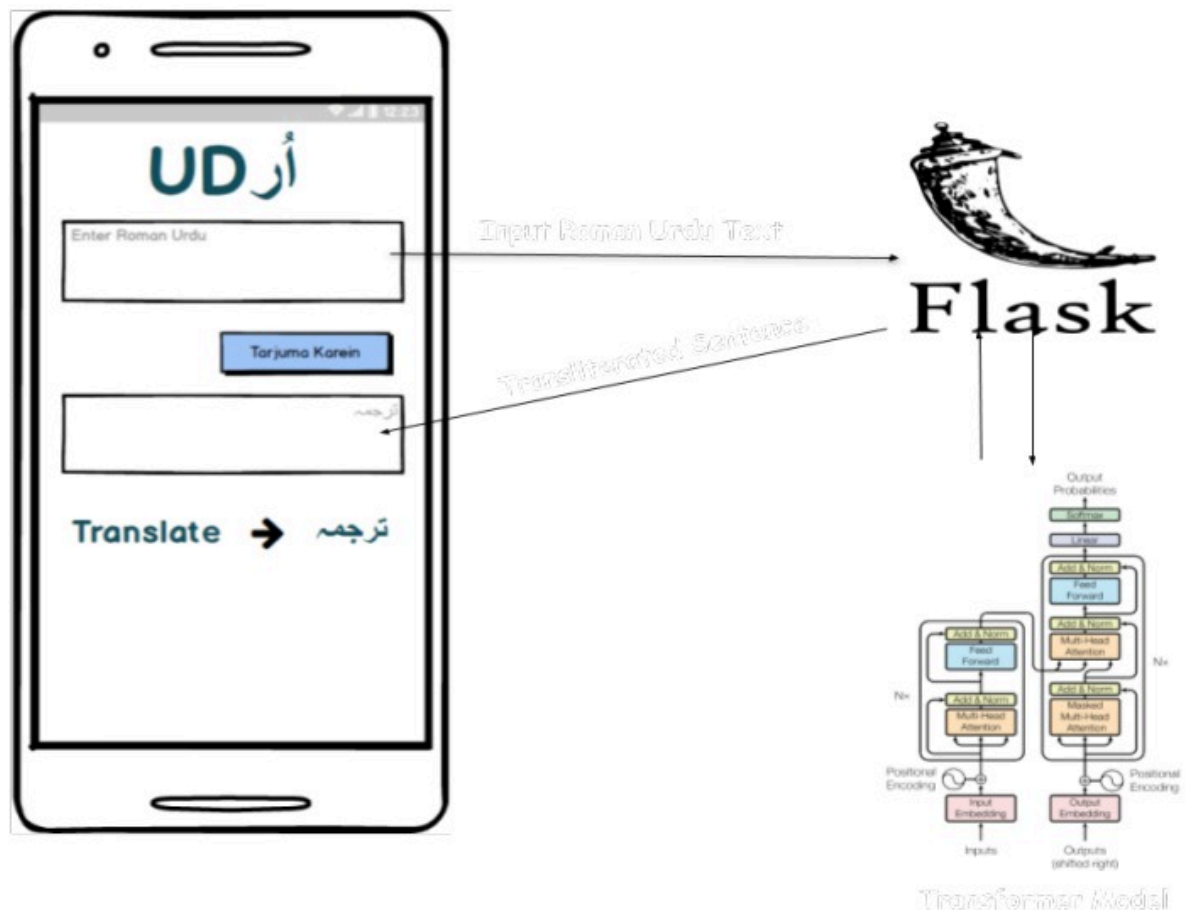 12:23
UDاُر
Enter Roman Urdu
Tarjuma Karein
ترجمہ
Translate → ترجمہ
Input Roman Urdu Text
Transliterated Sentence
Flask
Output
Probabilities
Softmax
Linear
Add & Norm
Feed
Forward
Add & Norm
Multi-Head
Attention
Add & Norm
Masked
Multi-Head
Attention
N×
Add & Norm
Feed
Forward
Add & Norm
Multi-Head
Attention
N×
Positional
Encoding
Positional
Encoding
Input
Embedding
Output
Embedding
Inputs
Outputs
(shifted right)
Transformer Model